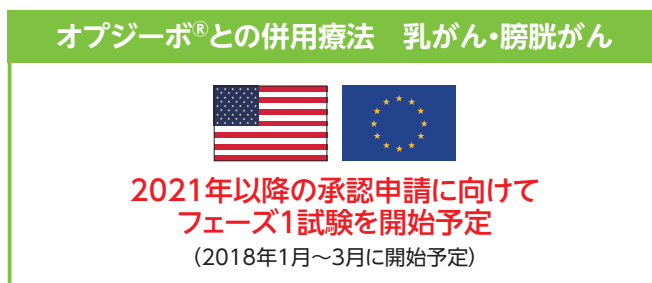 オプジーボ®との併用療法　乳がん・膀胱がん
2021年以降の承認申請に向けて
フェーズ1試験を開始予定
（2018年1月〜3月に開始予定）